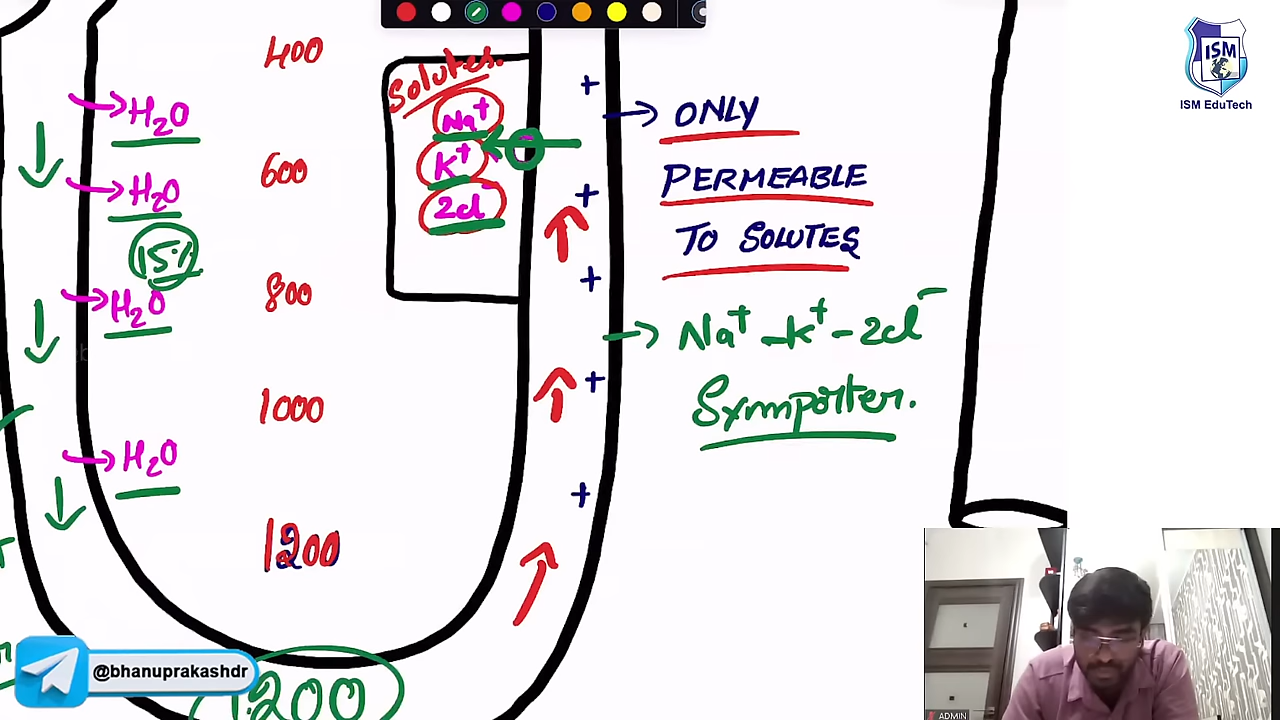 400
Solutes.
ISM
ISM EduTech
H₂O
Na⁺
ONLY
K⁺
600
PERMEABLE
H₂O
2cl⁻
TO SOLUTES
15%
800
H₂O
Na⁺ - K⁺ - 2cl⁻
1000
Symporter.
H₂O
1200
@bhanuprakashdr
1200
ADMIN